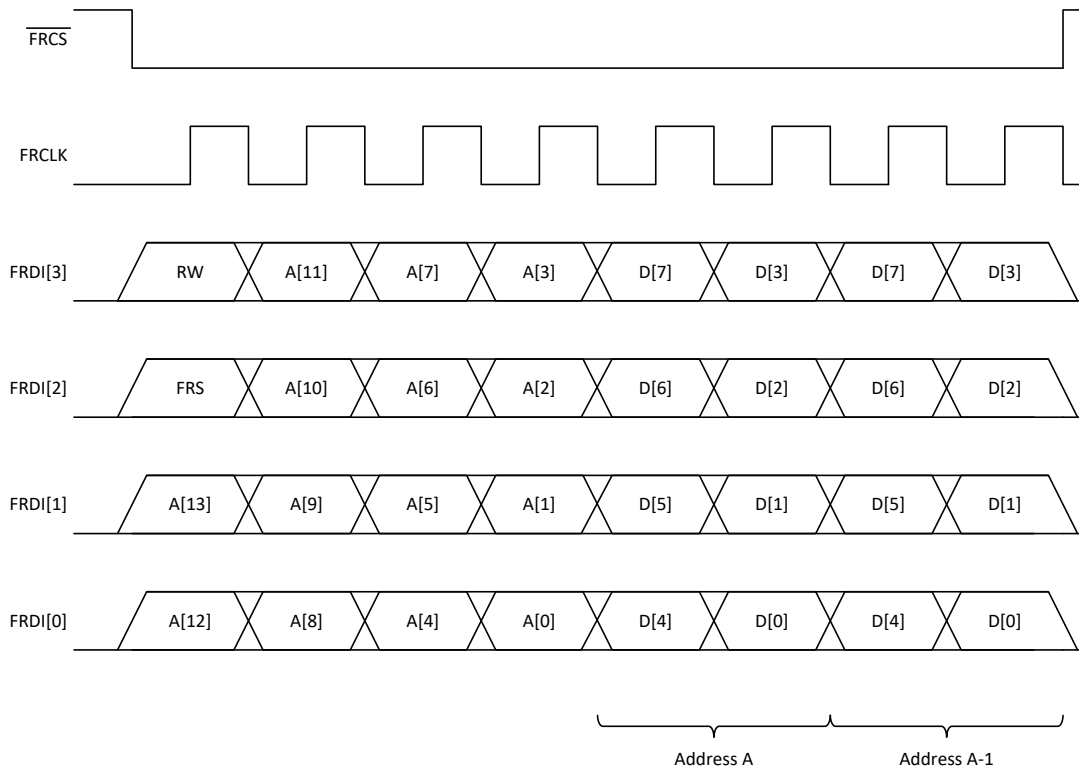 FRCS
FRCLK
FRDI[3] RW A[11] A[7] A[3] D[7] D[3] D[7] D[3]
FRDI[2] FRS A[10] A[6] A[2] D[6] D[2] D[6] D[2]
FRDI[1] A[13] A[9] A[5] A[1] D[5] D[1] D[5] D[1]
FRDI[0] A[12] A[8] A[4] A[0] D[4] D[0] D[4] D[0]
Address A Address A-1